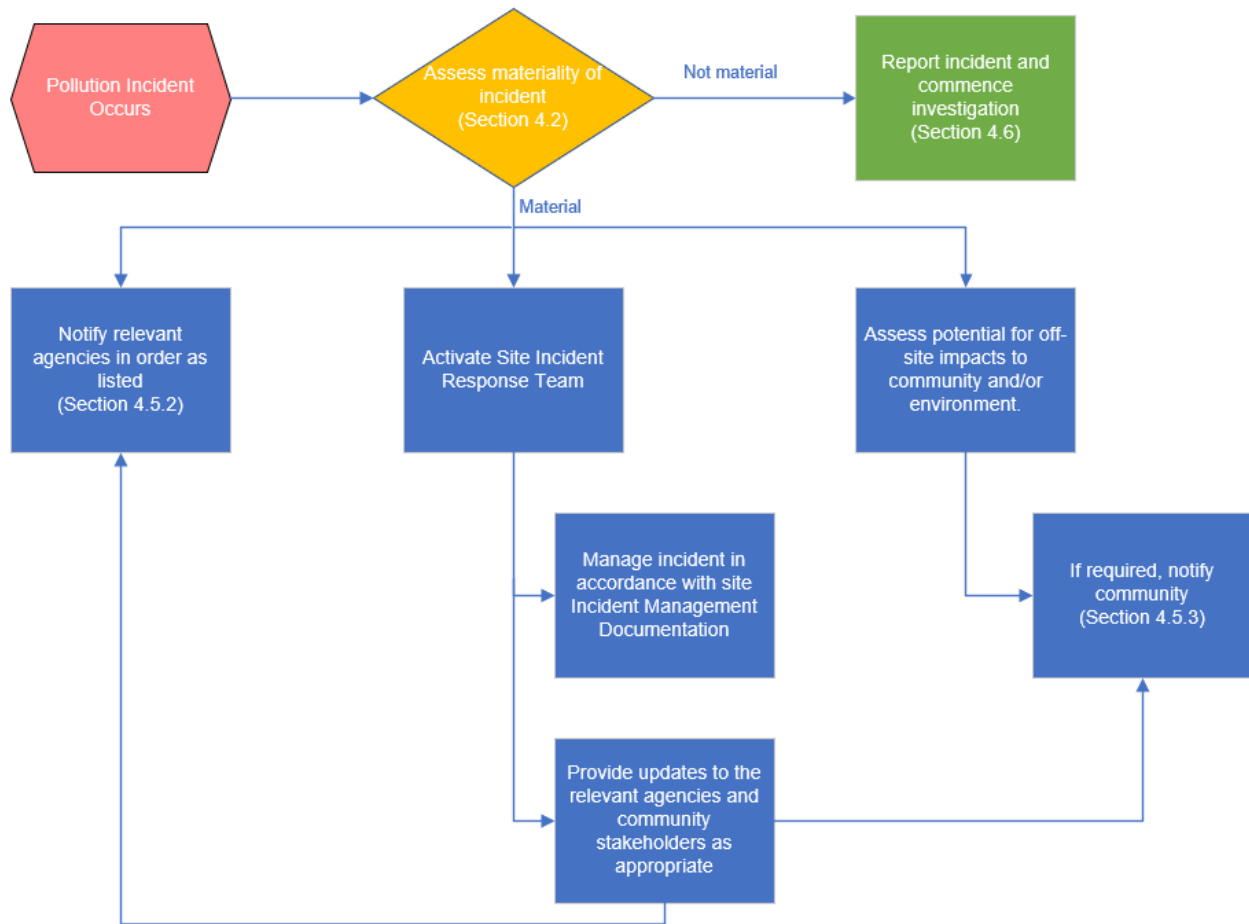 Pollution Incident
Occurs
Assess materiality of
incident
(Section 4.2)
Not material
Report incident and
commence
investigation
(Section 4.6)
Material
Notify relevant
agencies in order as
listed
(Section 4.5.2)
Activate Site Incident
Response Team
Assess potential for off-
site impacts to
community and/or
environment.
Manage incident in
accordance with site
Incident Management
Documentation
If required, notify
community
(Section 4.5.3)
Provide updates to the
relevant agencies and
community
stakeholders as
appropriate